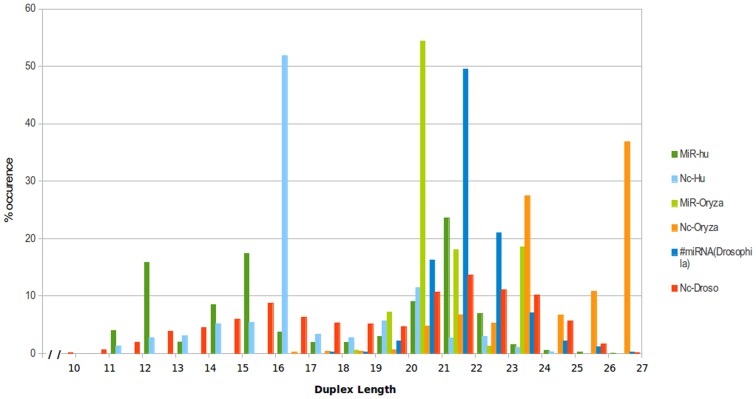 60
50
40
30
20
10
0
% occurence
/ /
10 11 12 13 14 15 16 17 18 19 20 21 22 23 24 25 26 27
Duplex Length
MiR-hu
Nc-Hu
MiR-Oryza
Nc-Oryza
#miRNA(Drosophi
la)
Nc-Droso